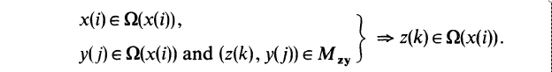 x(i) ∈ Ω(x(i)),
y(j) ∈ Ω(x(i)) and (z(k), y(j)) ∈ M_zy } ⇒ z(k) ∈ Ω(x(i)).